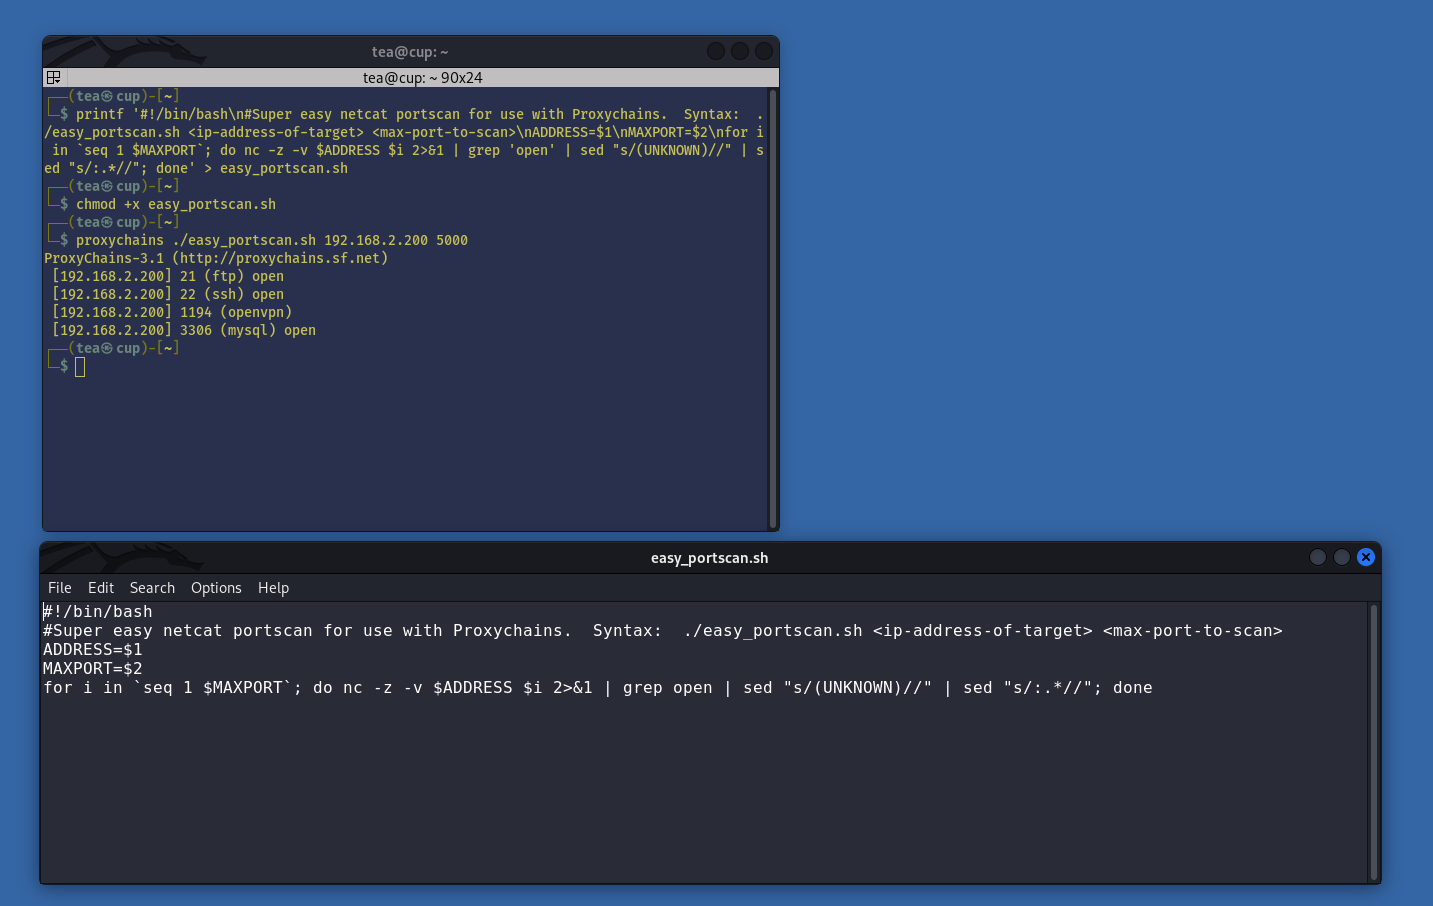 tea@cup: ~
tea@cup: ~ 90x24
┌──(tea㉿cup)-[~]
└─$ printf '#!/bin/bash\n#Super easy netcat portscan for use with Proxychains.  Syntax:  .
/easy_portscan.sh <ip-address-of-target> <max-port-to-scan>\nADDRESS=$1\nMAXPORT=$2\nfor i
 in `seq 1 $MAXPORT`; do nc -z -v $ADDRESS $i 2>&1 | grep 'open' | sed "s/(UNKNOWN)//" | s
ed "s/:.*//"; done' > easy_portscan.sh
┌──(tea㉿cup)-[~]
└─$ chmod +x easy_portscan.sh
┌──(tea㉿cup)-[~]
└─$ proxychains ./easy_portscan.sh 192.168.2.200 5000
ProxyChains-3.1 (http://proxychains.sf.net)
 [192.168.2.200] 21 (ftp) open
 [192.168.2.200] 22 (ssh) open
 [192.168.2.200] 1194 (openvpn)
 [192.168.2.200] 3306 (mysql) open
┌──(tea㉿cup)-[~]
└─$
easy_portscan.sh
File Edit Search Options Help
#!/bin/bash
#Super easy netcat portscan for use with Proxychains.  Syntax:  ./easy_portscan.sh <ip-address-of-target> <max-port-to-scan>
ADDRESS=$1
MAXPORT=$2
for i in `seq 1 $MAXPORT`; do nc -z -v $ADDRESS $i 2>&1 | grep open | sed "s/(UNKNOWN)//" | sed "s/:.*//"; done